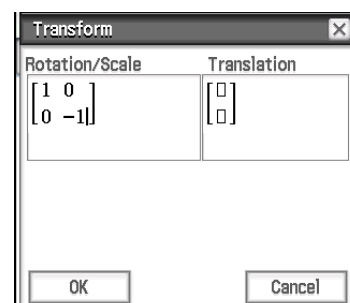 Transform
Rotation/Scale Translation
[1 0
0 -1] [□
□]
OK Cancel